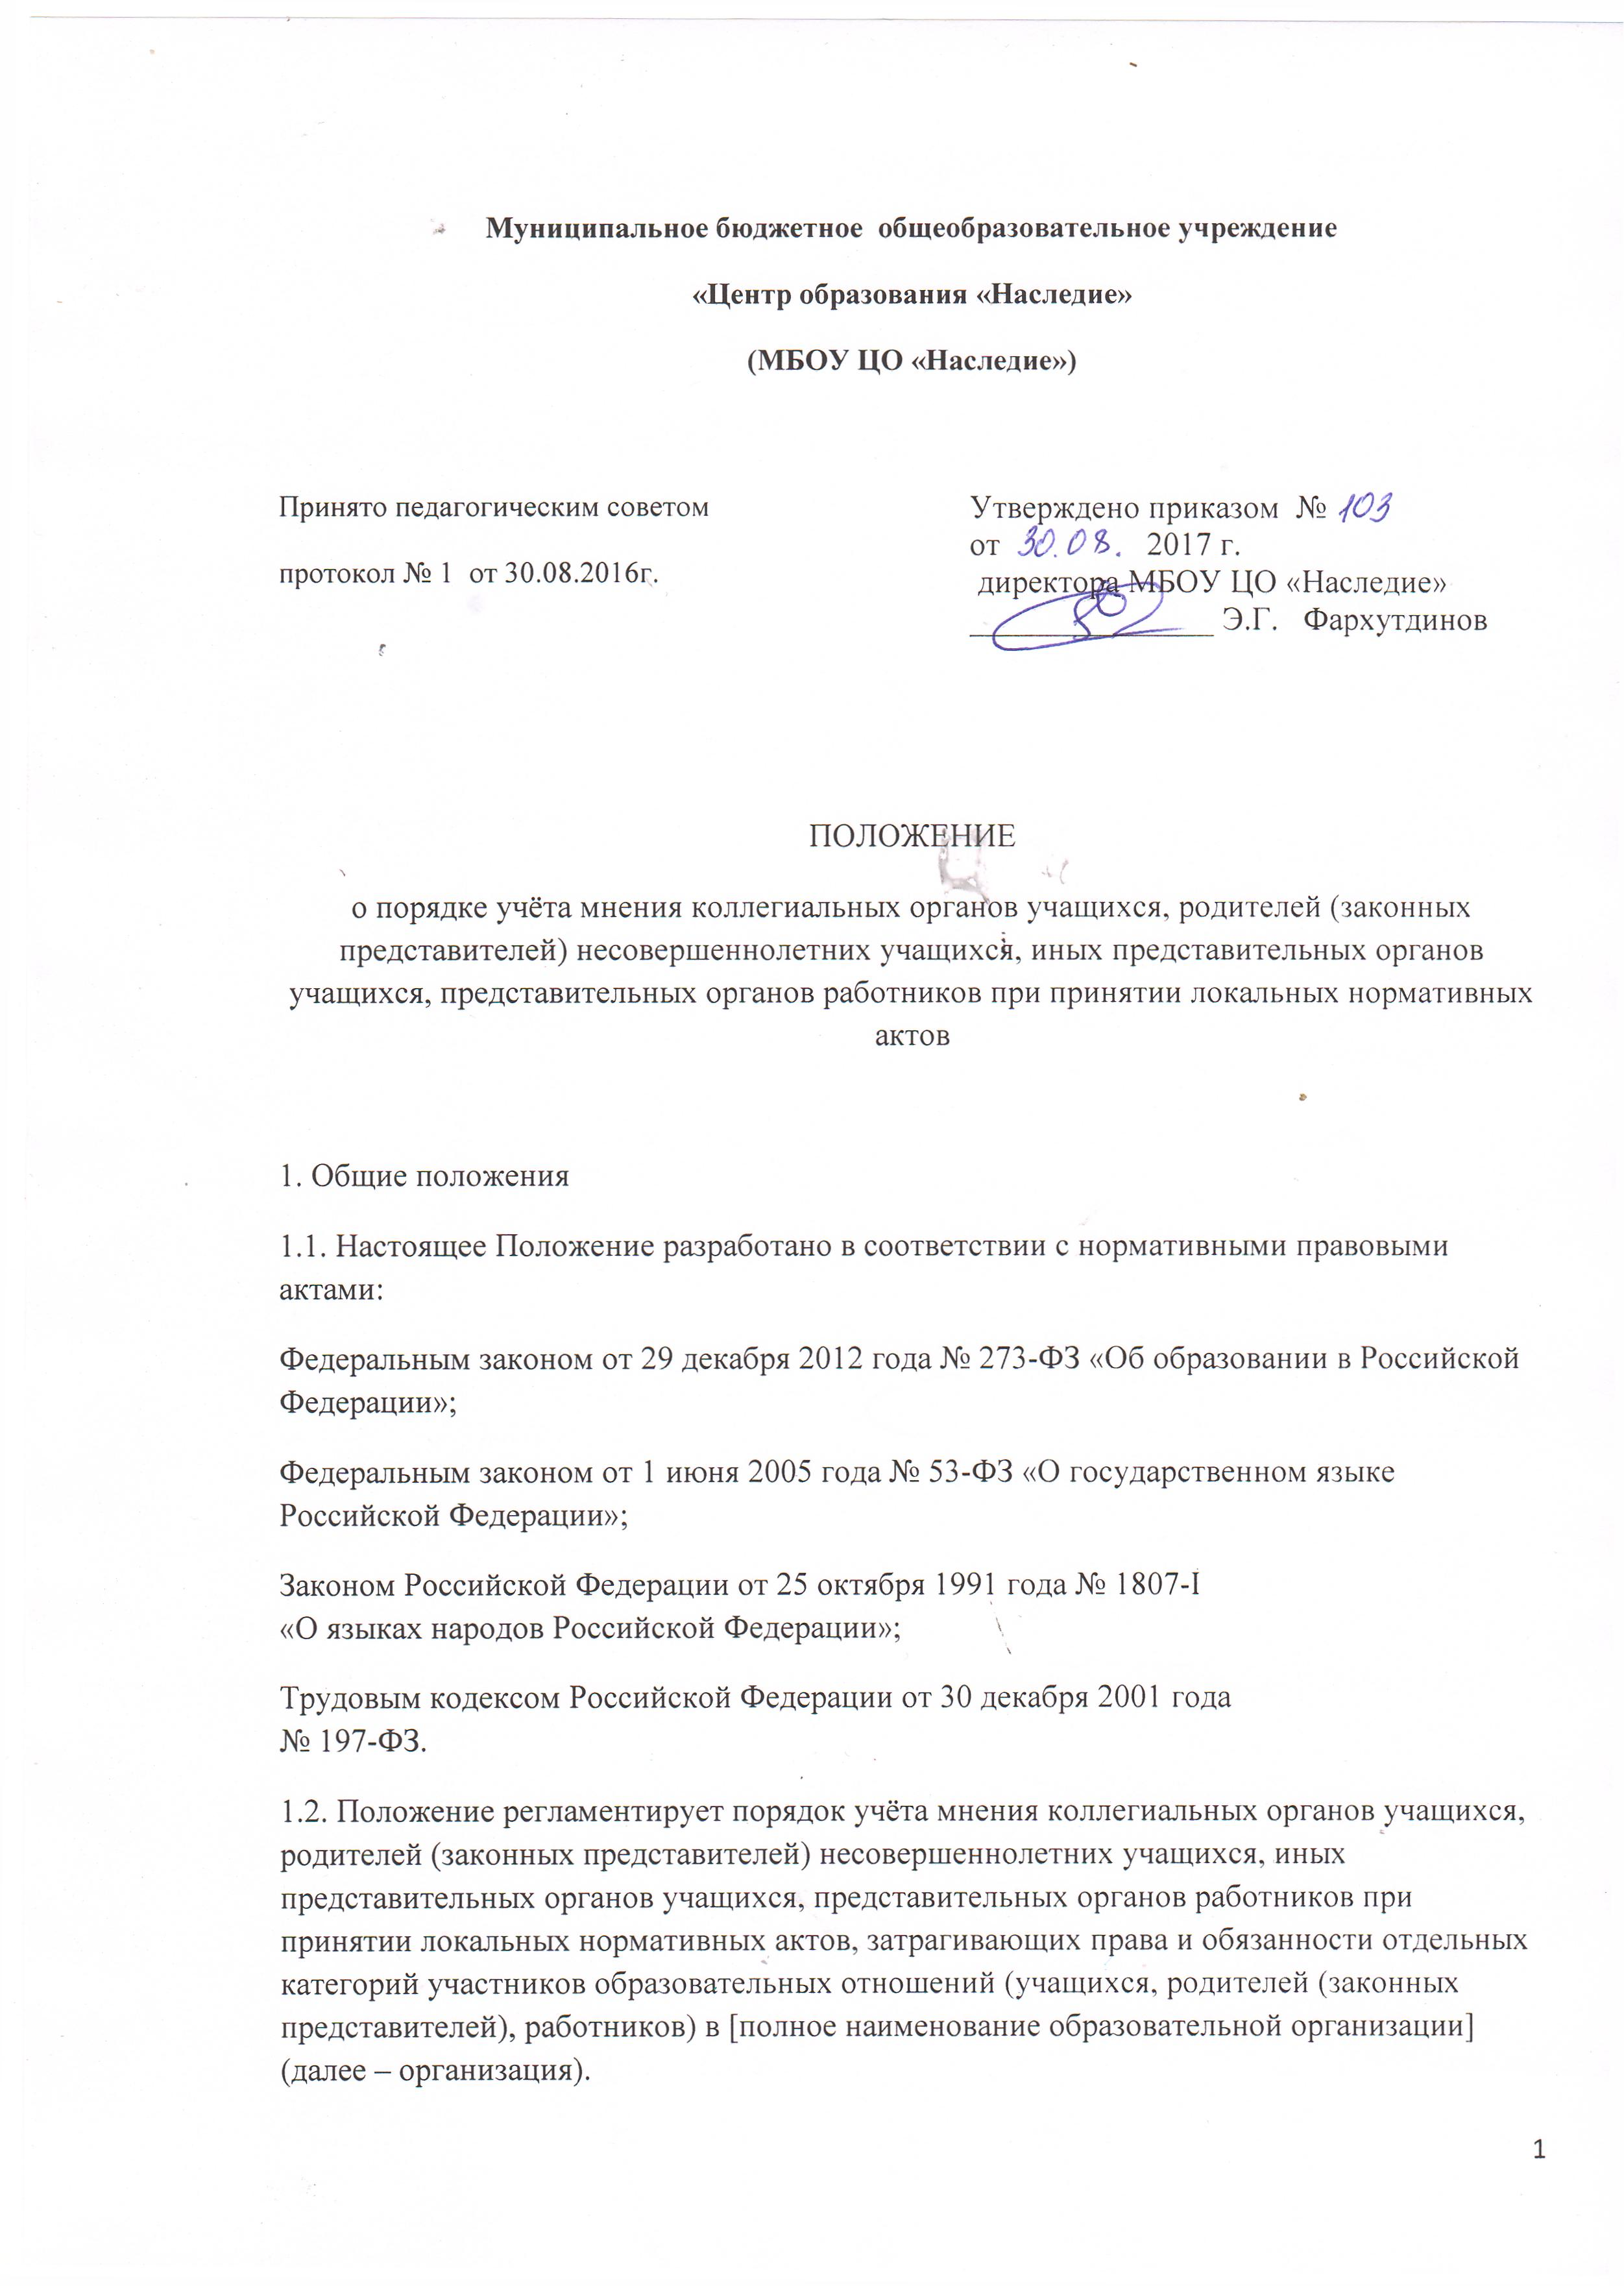 Муниципальное бюджетное общеобразовательное учреждение
«Центр образования «Наследие»
(МБОУ ЦО «Наследие»)
Принято педагогическим советом
протокол № 1 от 30.08.2016г.
Утверждено приказом № 103
от 30.08. 2017 г.
директора МБОУ ЦО «Наследие»
_______________ Э.Г. Фархутдинов
ПОЛОЖЕНИЕ
о порядке учёта мнения коллегиальных органов учащихся, родителей (законных
представителей) несовершеннолетних учащихся, иных представительных органов
учащихся, представительных органов работников при принятии локальных нормативных
актов
1. Общие положения
1.1. Настоящее Положение разработано в соответствии с нормативными правовыми
актами:
Федеральным законом от 29 декабря 2012 года № 273-ФЗ «Об образовании в Российской
Федерации»;
Федеральным законом от 1 июня 2005 года № 53-ФЗ «О государственном языке
Российской Федерации»;
Законом Российской Федерации от 25 октября 1991 года № 1807-I
«О языках народов Российской Федерации»;
Трудовым кодексом Российской Федерации от 30 декабря 2001 года
№ 197-ФЗ.
1.2. Положение регламентирует порядок учёта мнения коллегиальных органов учащихся,
родителей (законных представителей) несовершеннолетних учащихся, иных
представительных органов учащихся, представительных органов работников при
принятии локальных нормативных актов, затрагивающих права и обязанности отдельных
категорий участников образовательных отношений (учащихся, родителей (законных
представителей), работников) в [полное наименование образовательной организации]
(далее – организация).
1